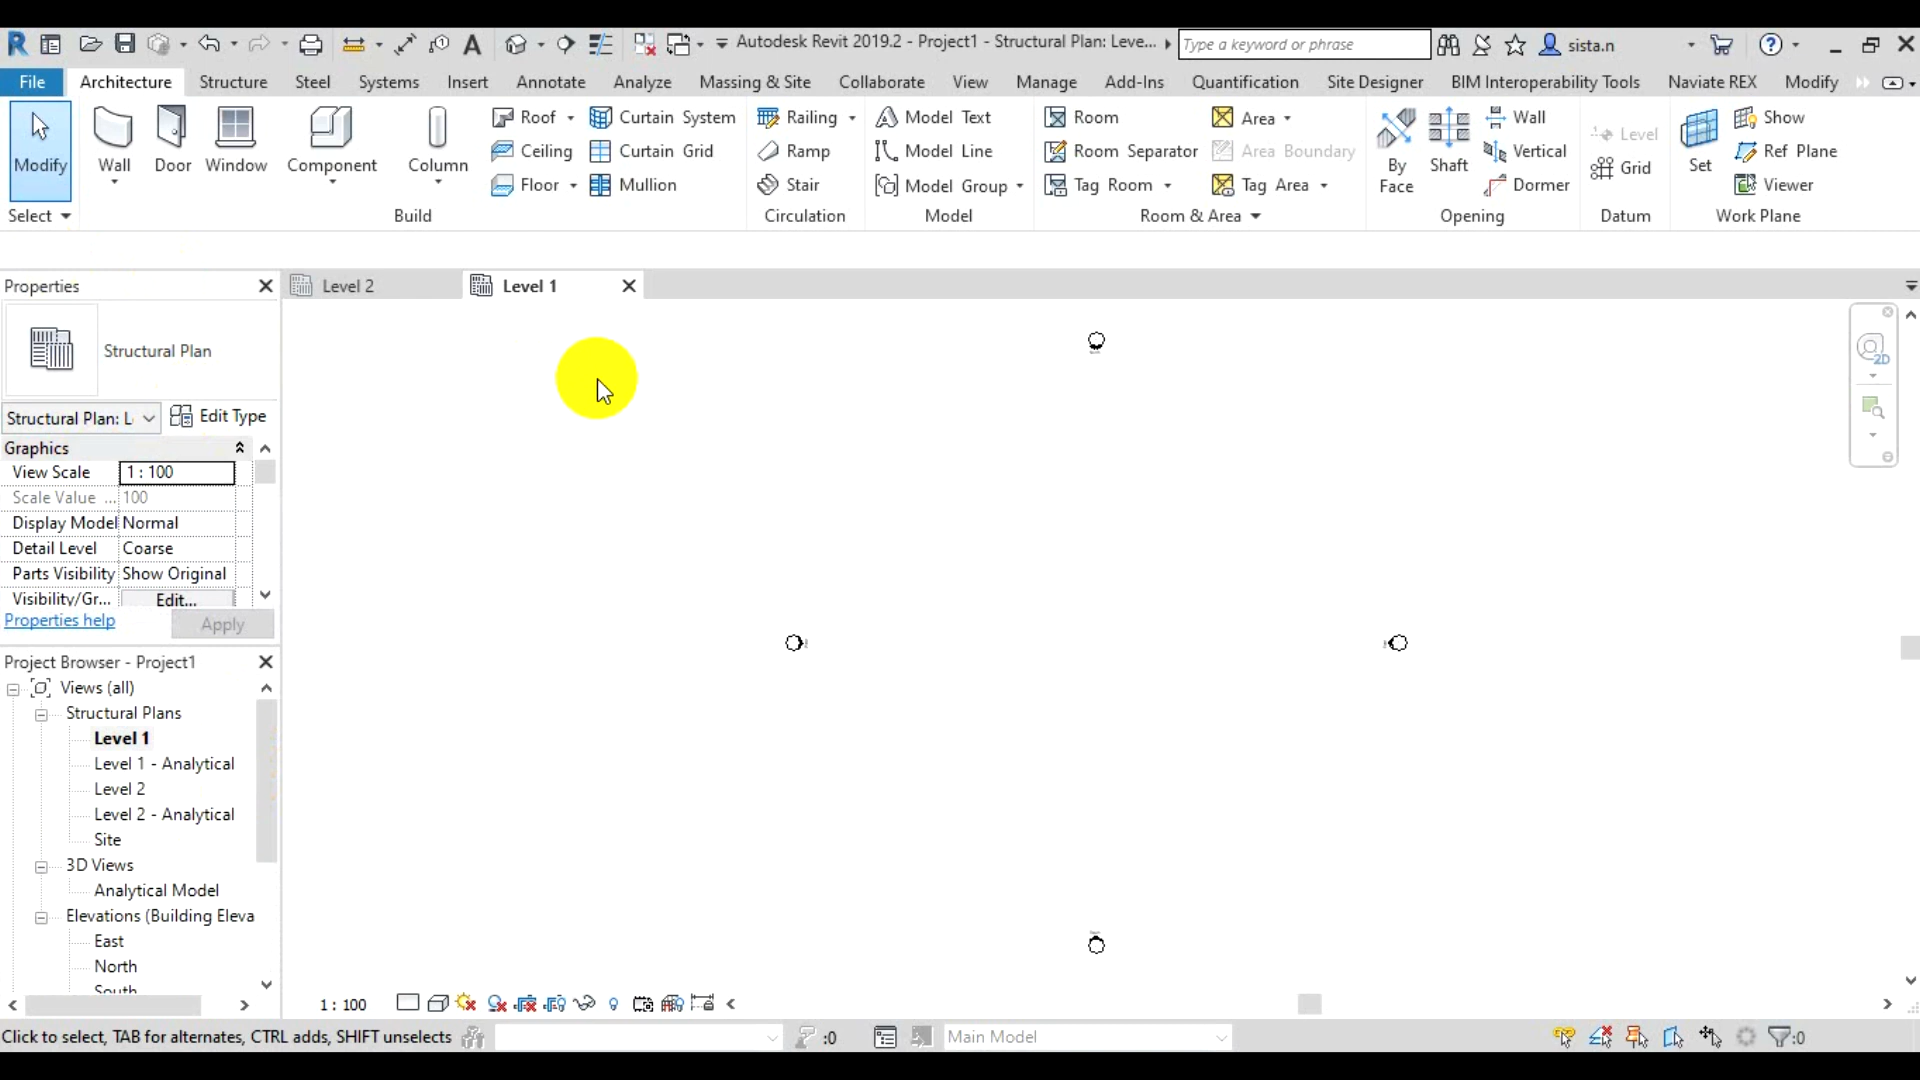 Autodesk Revit 2019.2 - Project1 - Structural Plan: Leve... Type a keyword or phrase sista.n
File Architecture Structure Steel Systems Insert Annotate Analyze Massing & Site Collaborate View Manage Add-Ins Quantification Site Designer BIM Interoperability Tools Naviate REX Modify
Roof Curtain System Railing Model Text Room Area Wall Level Show
Modify Wall Door Window Component Column Ceiling Curtain Grid Ramp Model Line Room Separator Area Boundary By Face Shaft Vertical Grid Set Ref Plane
Floor Mullion Stair Model Group Tag Room Tag Area Dormer Viewer
Select Build Circulation Model Room & Area Opening Datum Work Plane
Properties Level 2 Level 1
Structural Plan
2D
Structural Plan: L Edit Type
Graphics
View Scale 1 : 100
Scale Value ... 100
Display Model Normal
Detail Level Coarse
Parts Visibility Show Original
Visibility/Gr... Edit...
Properties help Apply
Project Browser - Project1
Views (all)
Structural Plans
Level 1
Level 1 - Analytical
Level 2
Level 2 - Analytical
Site
3D Views
Analytical Model
Elevations (Building Eleva
East
North
South
1 : 100
Click to select, TAB for alternates, CTRL adds, SHIFT unselects :0 Main Model :0